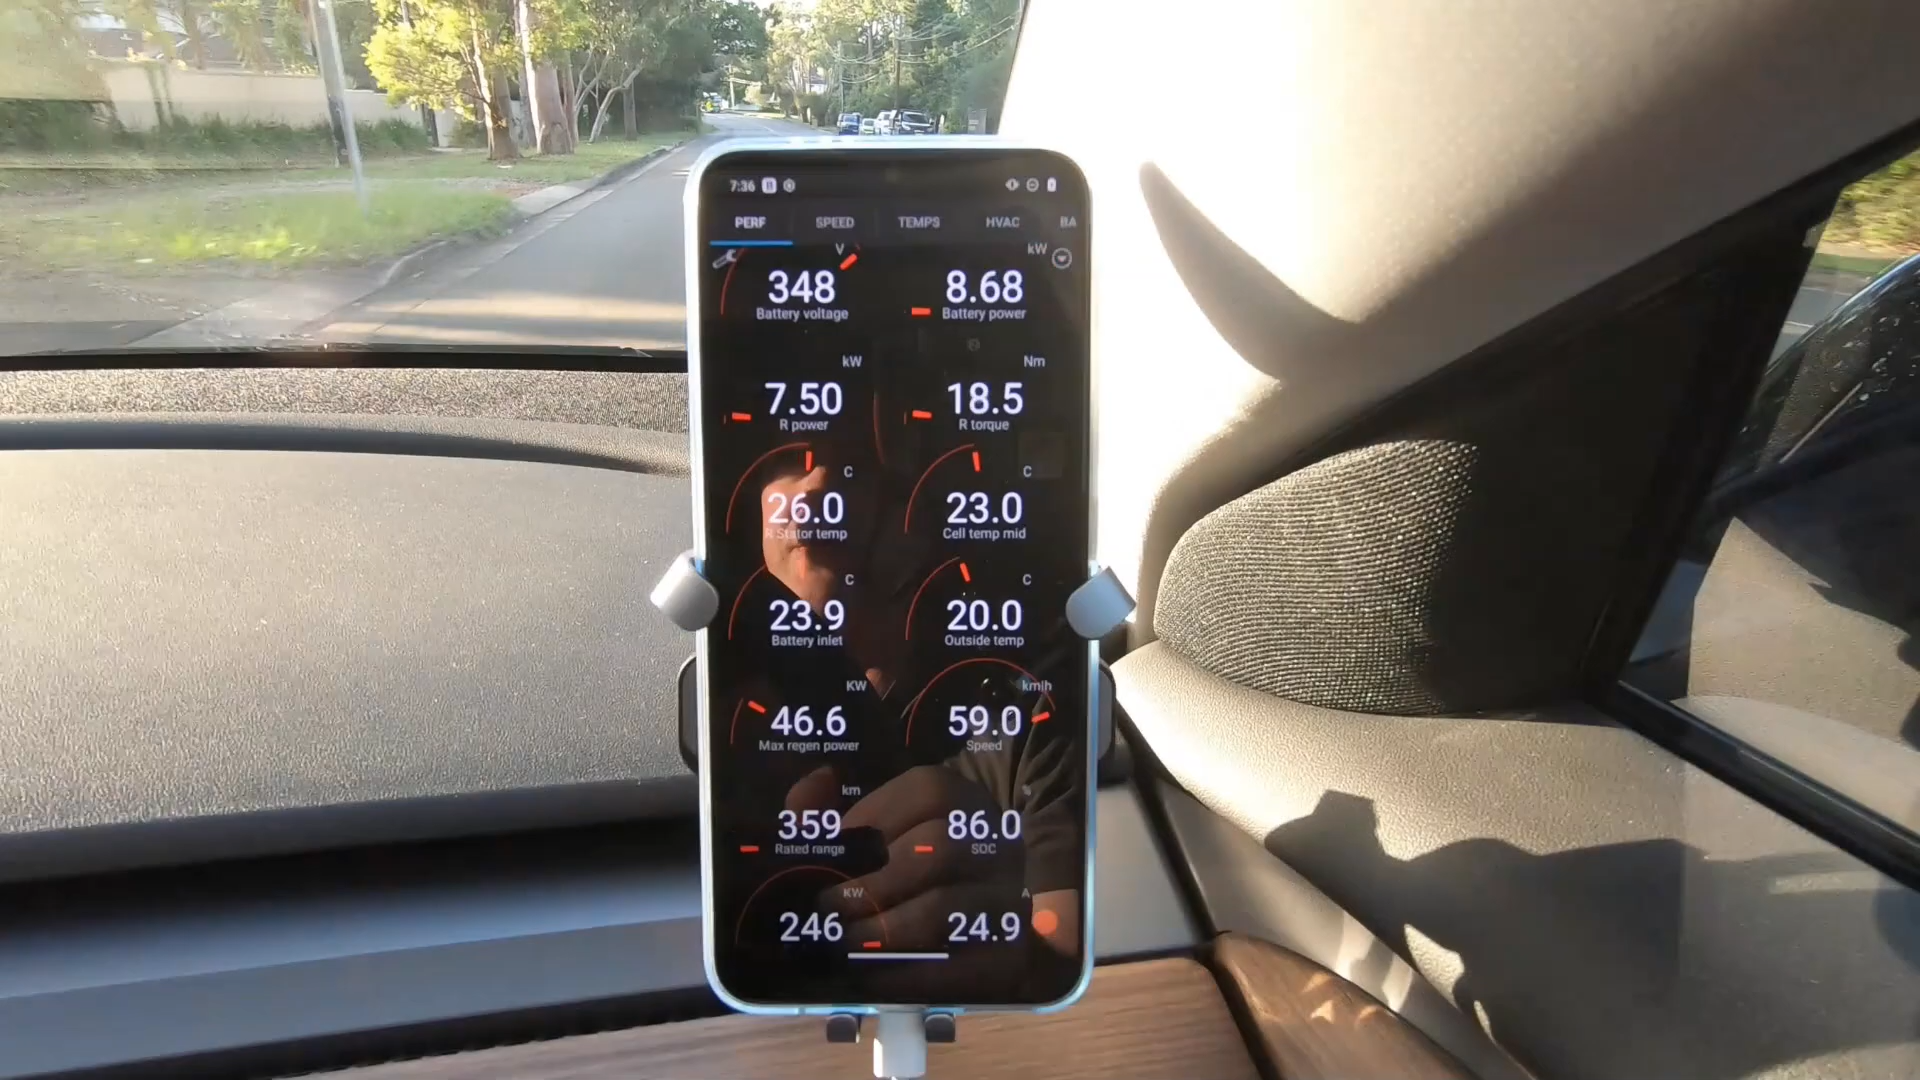 7:36
PERF SPEED TEMPS HVAC BA
V kW
348 8.68
Battery voltage Battery power
kW Nm
7.50 18.5
R power R torque
C C
26.0 23.0
R Stator temp Cell temp mid
C C
23.9 20.0
Battery inlet Outside temp
KW km|h
46.6 59.0
Max regen power Speed
km %
359 86.0
Rated range SOC
KW A
246 24.9